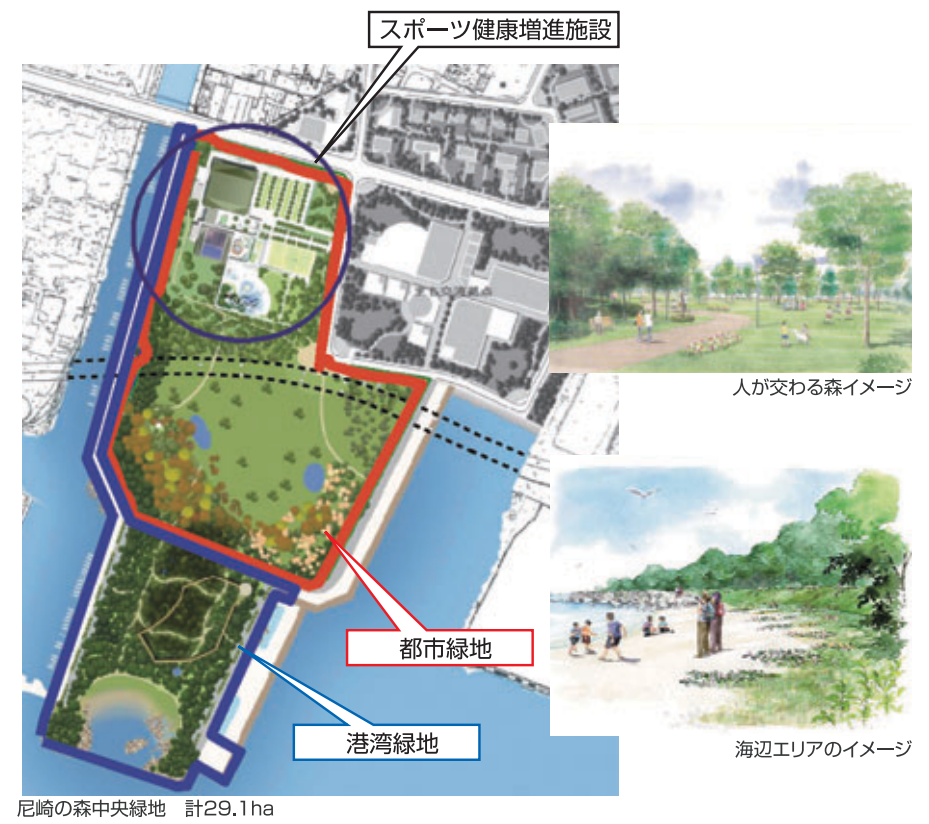 スポーツ健康増進施設
人が交わる森イメージ
都市緑地
港湾緑地
海辺エリアのイメージ
尼崎の森中央緑地 計29.1ha